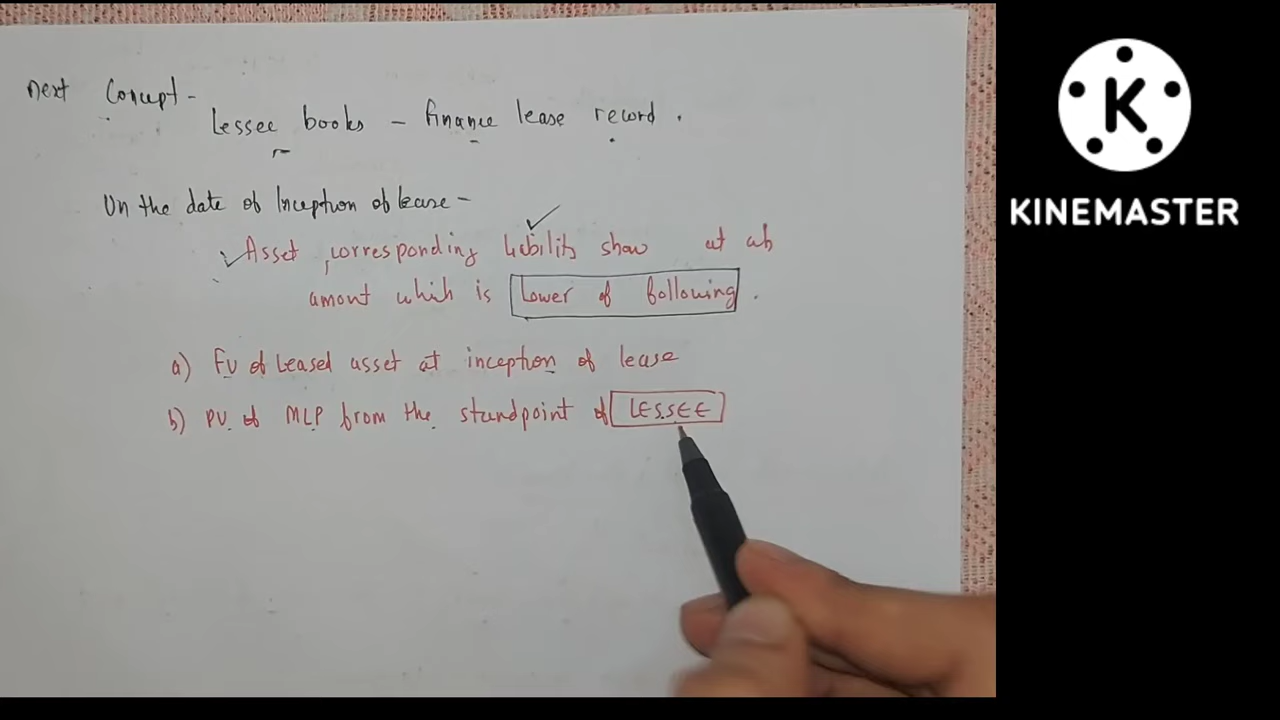 next Concept -
Lessee books - finance lease record.
On the date of Inception of lease -
Asset, corresponding liability show at ab
amont which is lower of following.
a) FV of Leased asset at inception of lease
b) PV of MLP from the standpoint of LESSEE
K
KINEMASTER